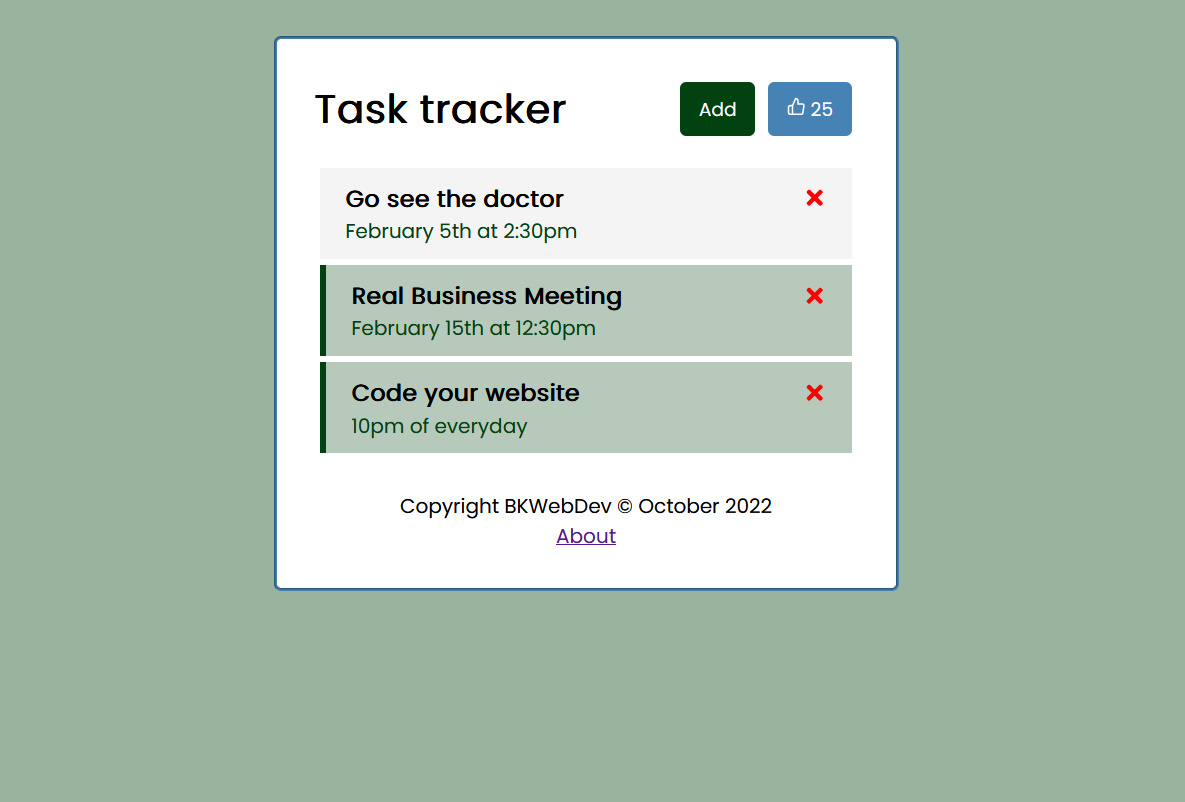 Task tracker
Add
25
Go see the doctor
February 5th at 2:30pm
Real Business Meeting
February 15th at 12:30pm
Code your website
10pm of everyday
Copyright BKWebDev © October 2022
About